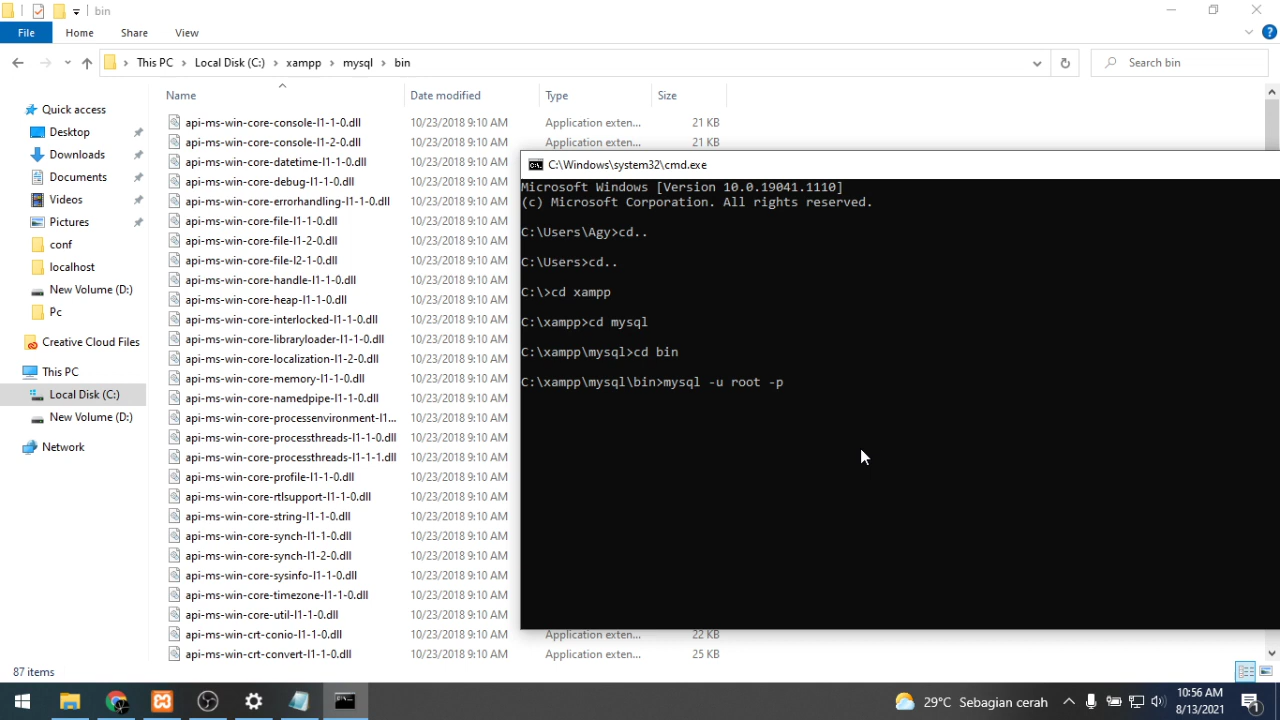 bin
File Home Share View
This PC Local Disk (C:) xampp mysql bin Search bin
Name Date modified Type Size
Quick access
Desktop
Downloads
Documents
Videos
Pictures
conf
localhost
New Volume (D:)
Pc
Creative Cloud Files
This PC
Local Disk (C:)
New Volume (D:)
Network
api-ms-win-core-console-l1-1-0.dll 10/23/2018 9:10 AM Application exten... 21 KB
api-ms-win-core-console-l1-2-0.dll 10/23/2018 9:10 AM Application exten... 21 KB
api-ms-win-core-datetime-l1-1-0.dll 10/23/2018 9:10 AM
api-ms-win-core-debug-l1-1-0.dll 10/23/2018 9:10 AM
api-ms-win-core-errorhandling-l1-1-0.dll 10/23/2018 9:10 AM
api-ms-win-core-file-l1-1-0.dll 10/23/2018 9:10 AM
api-ms-win-core-file-l1-2-0.dll 10/23/2018 9:10 AM
api-ms-win-core-file-l2-1-0.dll 10/23/2018 9:10 AM
api-ms-win-core-handle-l1-1-0.dll 10/23/2018 9:10 AM
api-ms-win-core-heap-l1-1-0.dll 10/23/2018 9:10 AM
api-ms-win-core-interlocked-l1-1-0.dll 10/23/2018 9:10 AM
api-ms-win-core-libraryloader-l1-1-0.dll 10/23/2018 9:10 AM
api-ms-win-core-localization-l1-2-0.dll 10/23/2018 9:10 AM
api-ms-win-core-memory-l1-1-0.dll 10/23/2018 9:10 AM
api-ms-win-core-namedpipe-l1-1-0.dll 10/23/2018 9:10 AM
api-ms-win-core-processenvironment-l1... 10/23/2018 9:10 AM
api-ms-win-core-processthreads-l1-1-0.dll 10/23/2018 9:10 AM
api-ms-win-core-processthreads-l1-1-1.dll 10/23/2018 9:10 AM
api-ms-win-core-profile-l1-1-0.dll 10/23/2018 9:10 AM
api-ms-win-core-rtlsupport-l1-1-0.dll 10/23/2018 9:10 AM
api-ms-win-core-string-l1-1-0.dll 10/23/2018 9:10 AM
api-ms-win-core-synch-l1-1-0.dll 10/23/2018 9:10 AM
api-ms-win-core-synch-l1-2-0.dll 10/23/2018 9:10 AM
api-ms-win-core-sysinfo-l1-1-0.dll 10/23/2018 9:10 AM
api-ms-win-core-timezone-l1-1-0.dll 10/23/2018 9:10 AM
api-ms-win-core-util-l1-1-0.dll 10/23/2018 9:10 AM
api-ms-win-crt-conio-l1-1-0.dll 10/23/2018 9:10 AM Application exten... 22 KB
api-ms-win-crt-convert-l1-1-0.dll 10/23/2018 9:10 AM Application exten... 25 KB
C:\Windows\system32\cmd.exe
Microsoft Windows [Version 10.0.19041.1110]
(c) Microsoft Corporation. All rights reserved.
C:\Users\Agy>cd..
C:\Users>cd..
C:\>cd xampp
C:\xampp>cd mysql
C:\xampp\mysql>cd bin
C:\xampp\mysql\bin>mysql -u root -p
87 items
29°C Sebagian cerah
10:56 AM
8/13/2021
1